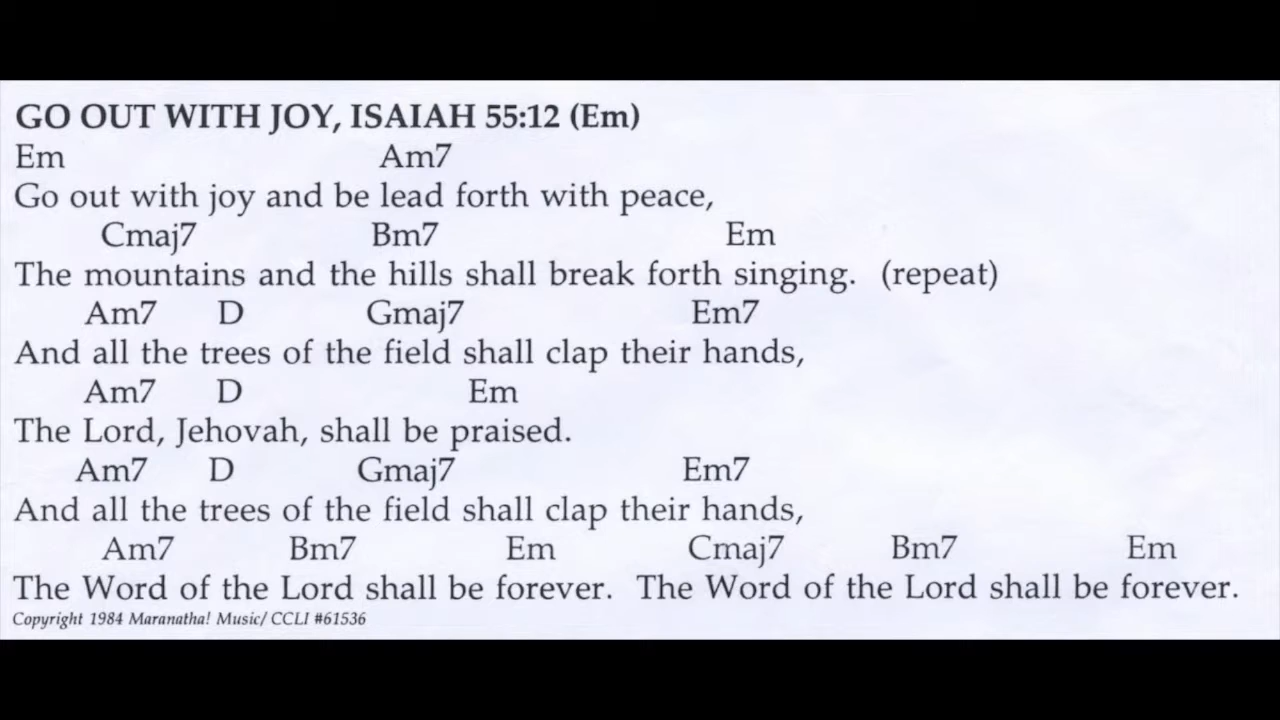 GO OUT WITH JOY, ISAIAH 55:12 (Em)
Em Am7
Go out with joy and be lead forth with peace,
Cmaj7 Bm7 Em
The mountains and the hills shall break forth singing. (repeat)
Am7 D Gmaj7 Em7
And all the trees of the field shall clap their hands,
Am7 D Em
The Lord, Jehovah, shall be praised.
Am7 D Gmaj7 Em7
And all the trees of the field shall clap their hands,
Am7 Bm7 Em Cmaj7 Bm7 Em
The Word of the Lord shall be forever. The Word of the Lord shall be forever.
Copyright 1984 Maranatha! Music/ CCLI #61536